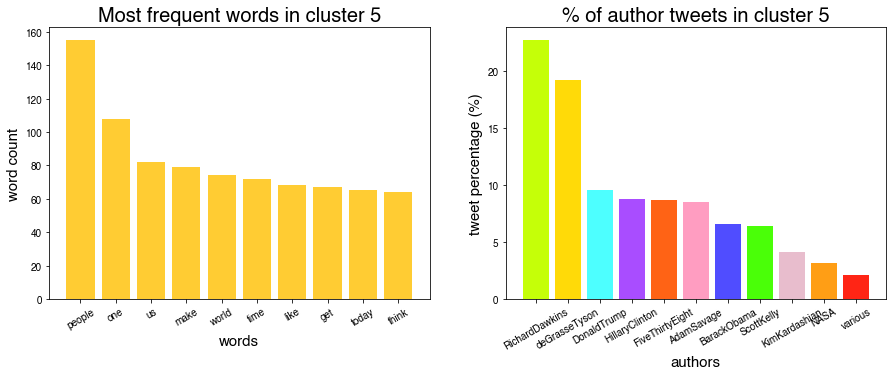 Most frequent words in cluster 5
160
140
120
100
80
60
40
20
0
word count
people
one
us
make
world
time
like
get
today
think
words
% of author tweets in cluster 5
20
15
10
5
0
tweet percentage (%)
RichardDawkins
deGrasseTyson
DonaldTrump
HillaryClinton
FiveThirtyEight
AdamSavage
BarackObama
ScottKelly
KimKardashian
NASA
various
authors